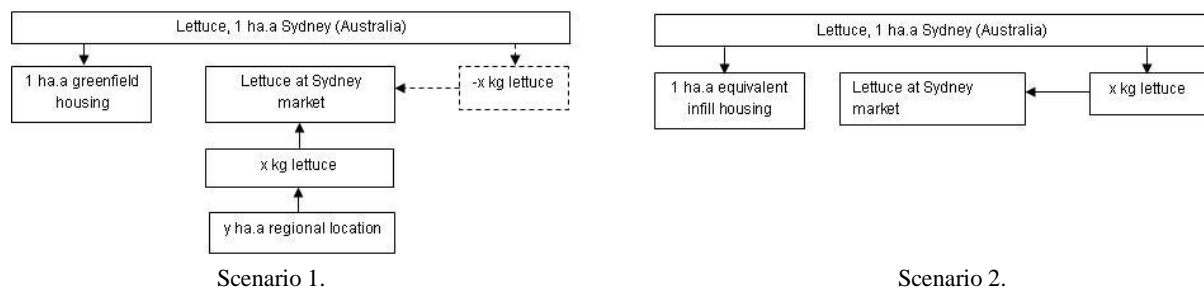 Lettuce, 1 ha.a Sydney (Australia)
1 ha.a greenfield
housing
Lettuce at Sydney
market
-x kg lettuce
x kg lettuce
y ha.a regional location
Scenario 1.
Lettuce, 1 ha.a Sydney (Australia)
1 ha.a equivalent
infill housing
Lettuce at Sydney
market
x kg lettuce
Scenario 2.